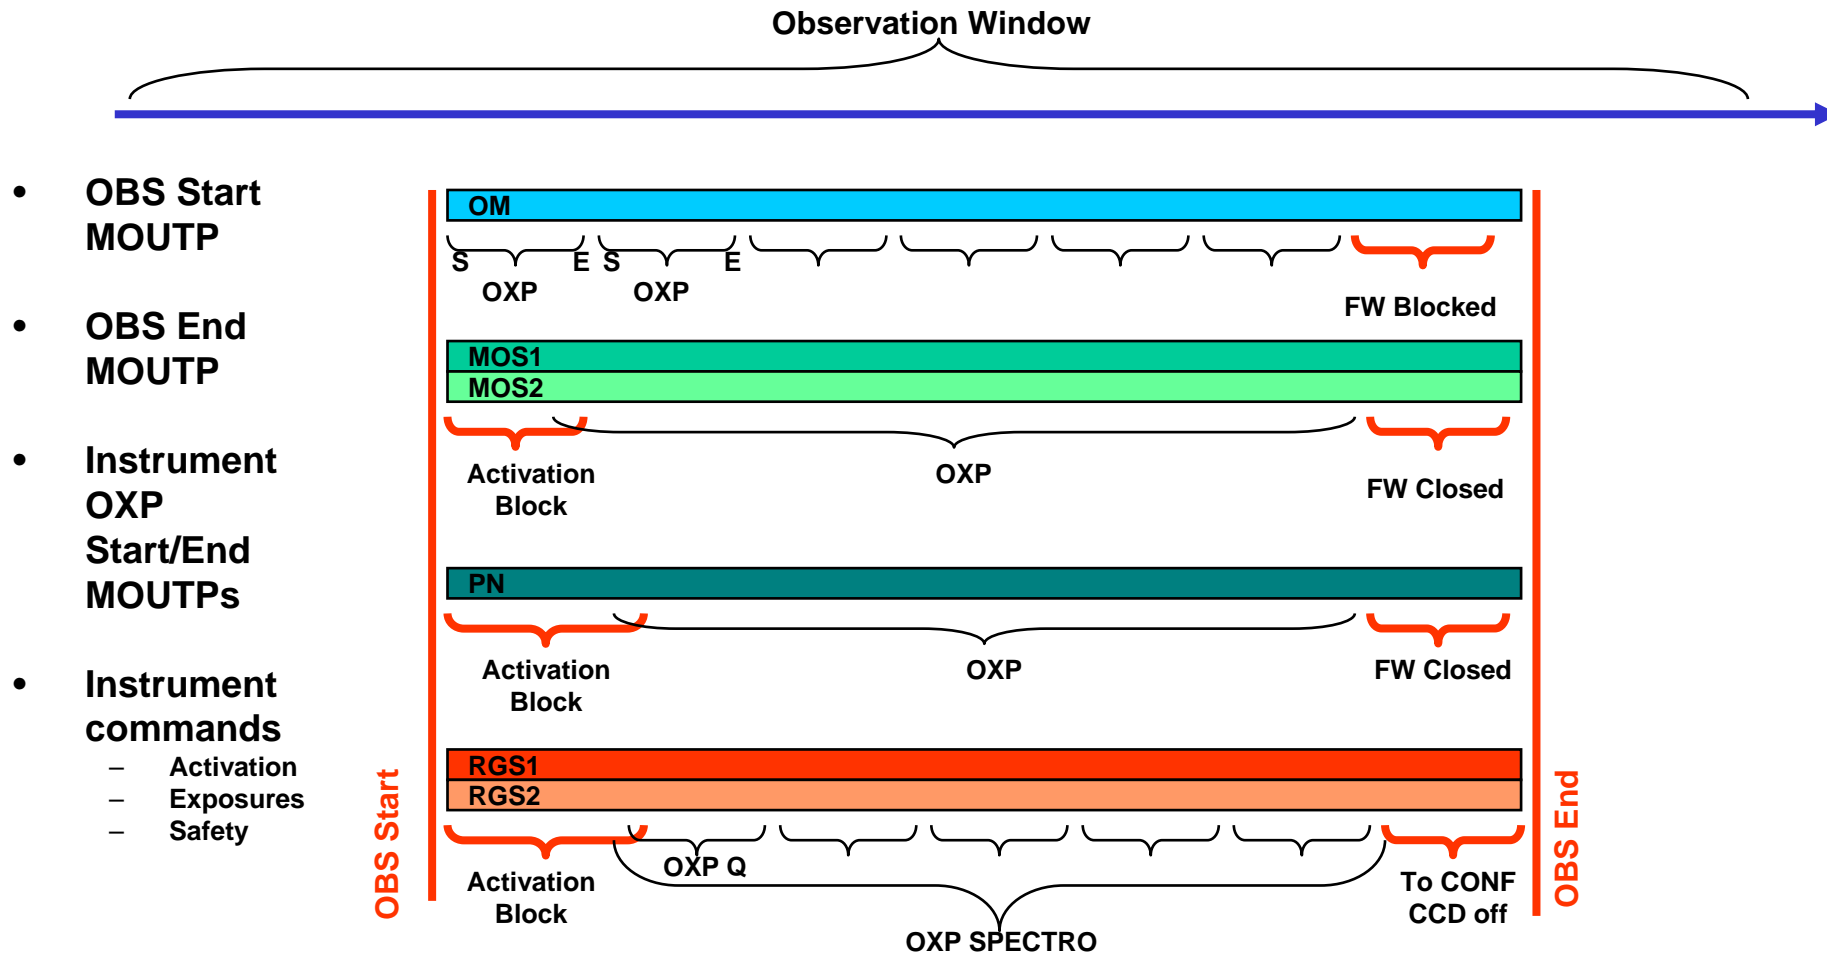 Observation Window
• OBS Start
MOUTP
• OBS End
MOUTP
• Instrument
OXP
Start/End
MOUTPs
• Instrument
commands
– Activation
– Exposures
– Safety
OBS Start
OM
S E S E
OXP OXP
FW Blocked
MOS1
MOS2
Activation
Block
OXP
FW Closed
PN
Activation
Block
OXP
FW Closed
RGS1
RGS2
Activation
Block
OXP Q
OXP SPECTRO
To CONF
CCD off
OBS End